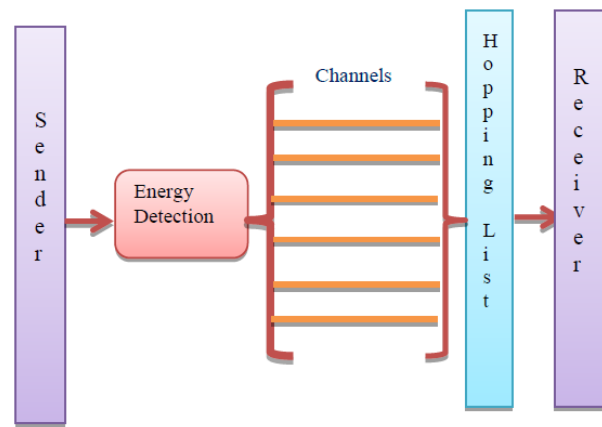 Sender
Energy
Detection
Channels
Hopping List
Receiver